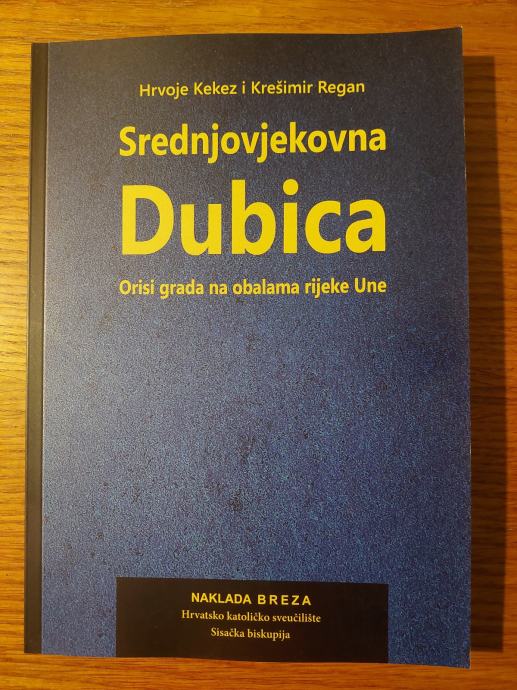 Hrvoje Kekez i Krešimir Regan
Srednjovjekovna
Dubica
Orisi grada na obalama rijeke Une
NAKLADA BREZA
Hrvatsko katoličko sveučilište
Sisačka biskupija